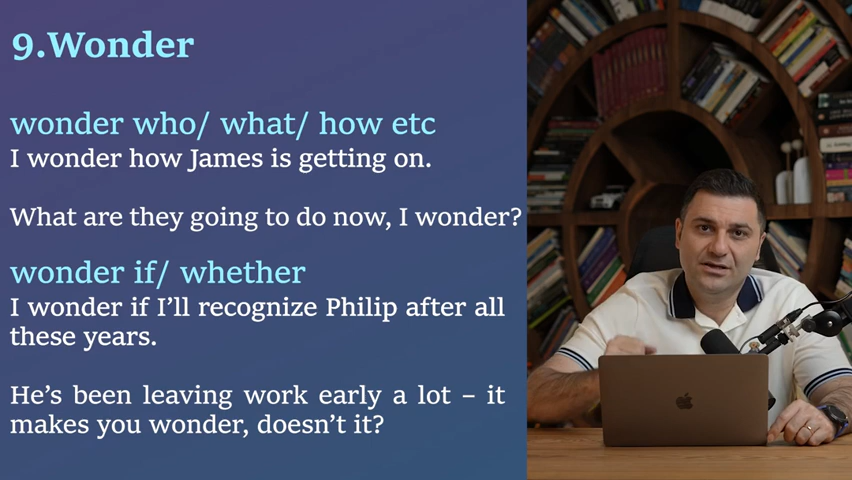 9.Wonder
wonder who/ what/ how etc
I wonder how James is getting on.
What are they going to do now, I wonder?
wonder if/ whether
I wonder if I’ll recognize Philip after all
these years.
He’s been leaving work early a lot – it
makes you wonder, doesn’t it?